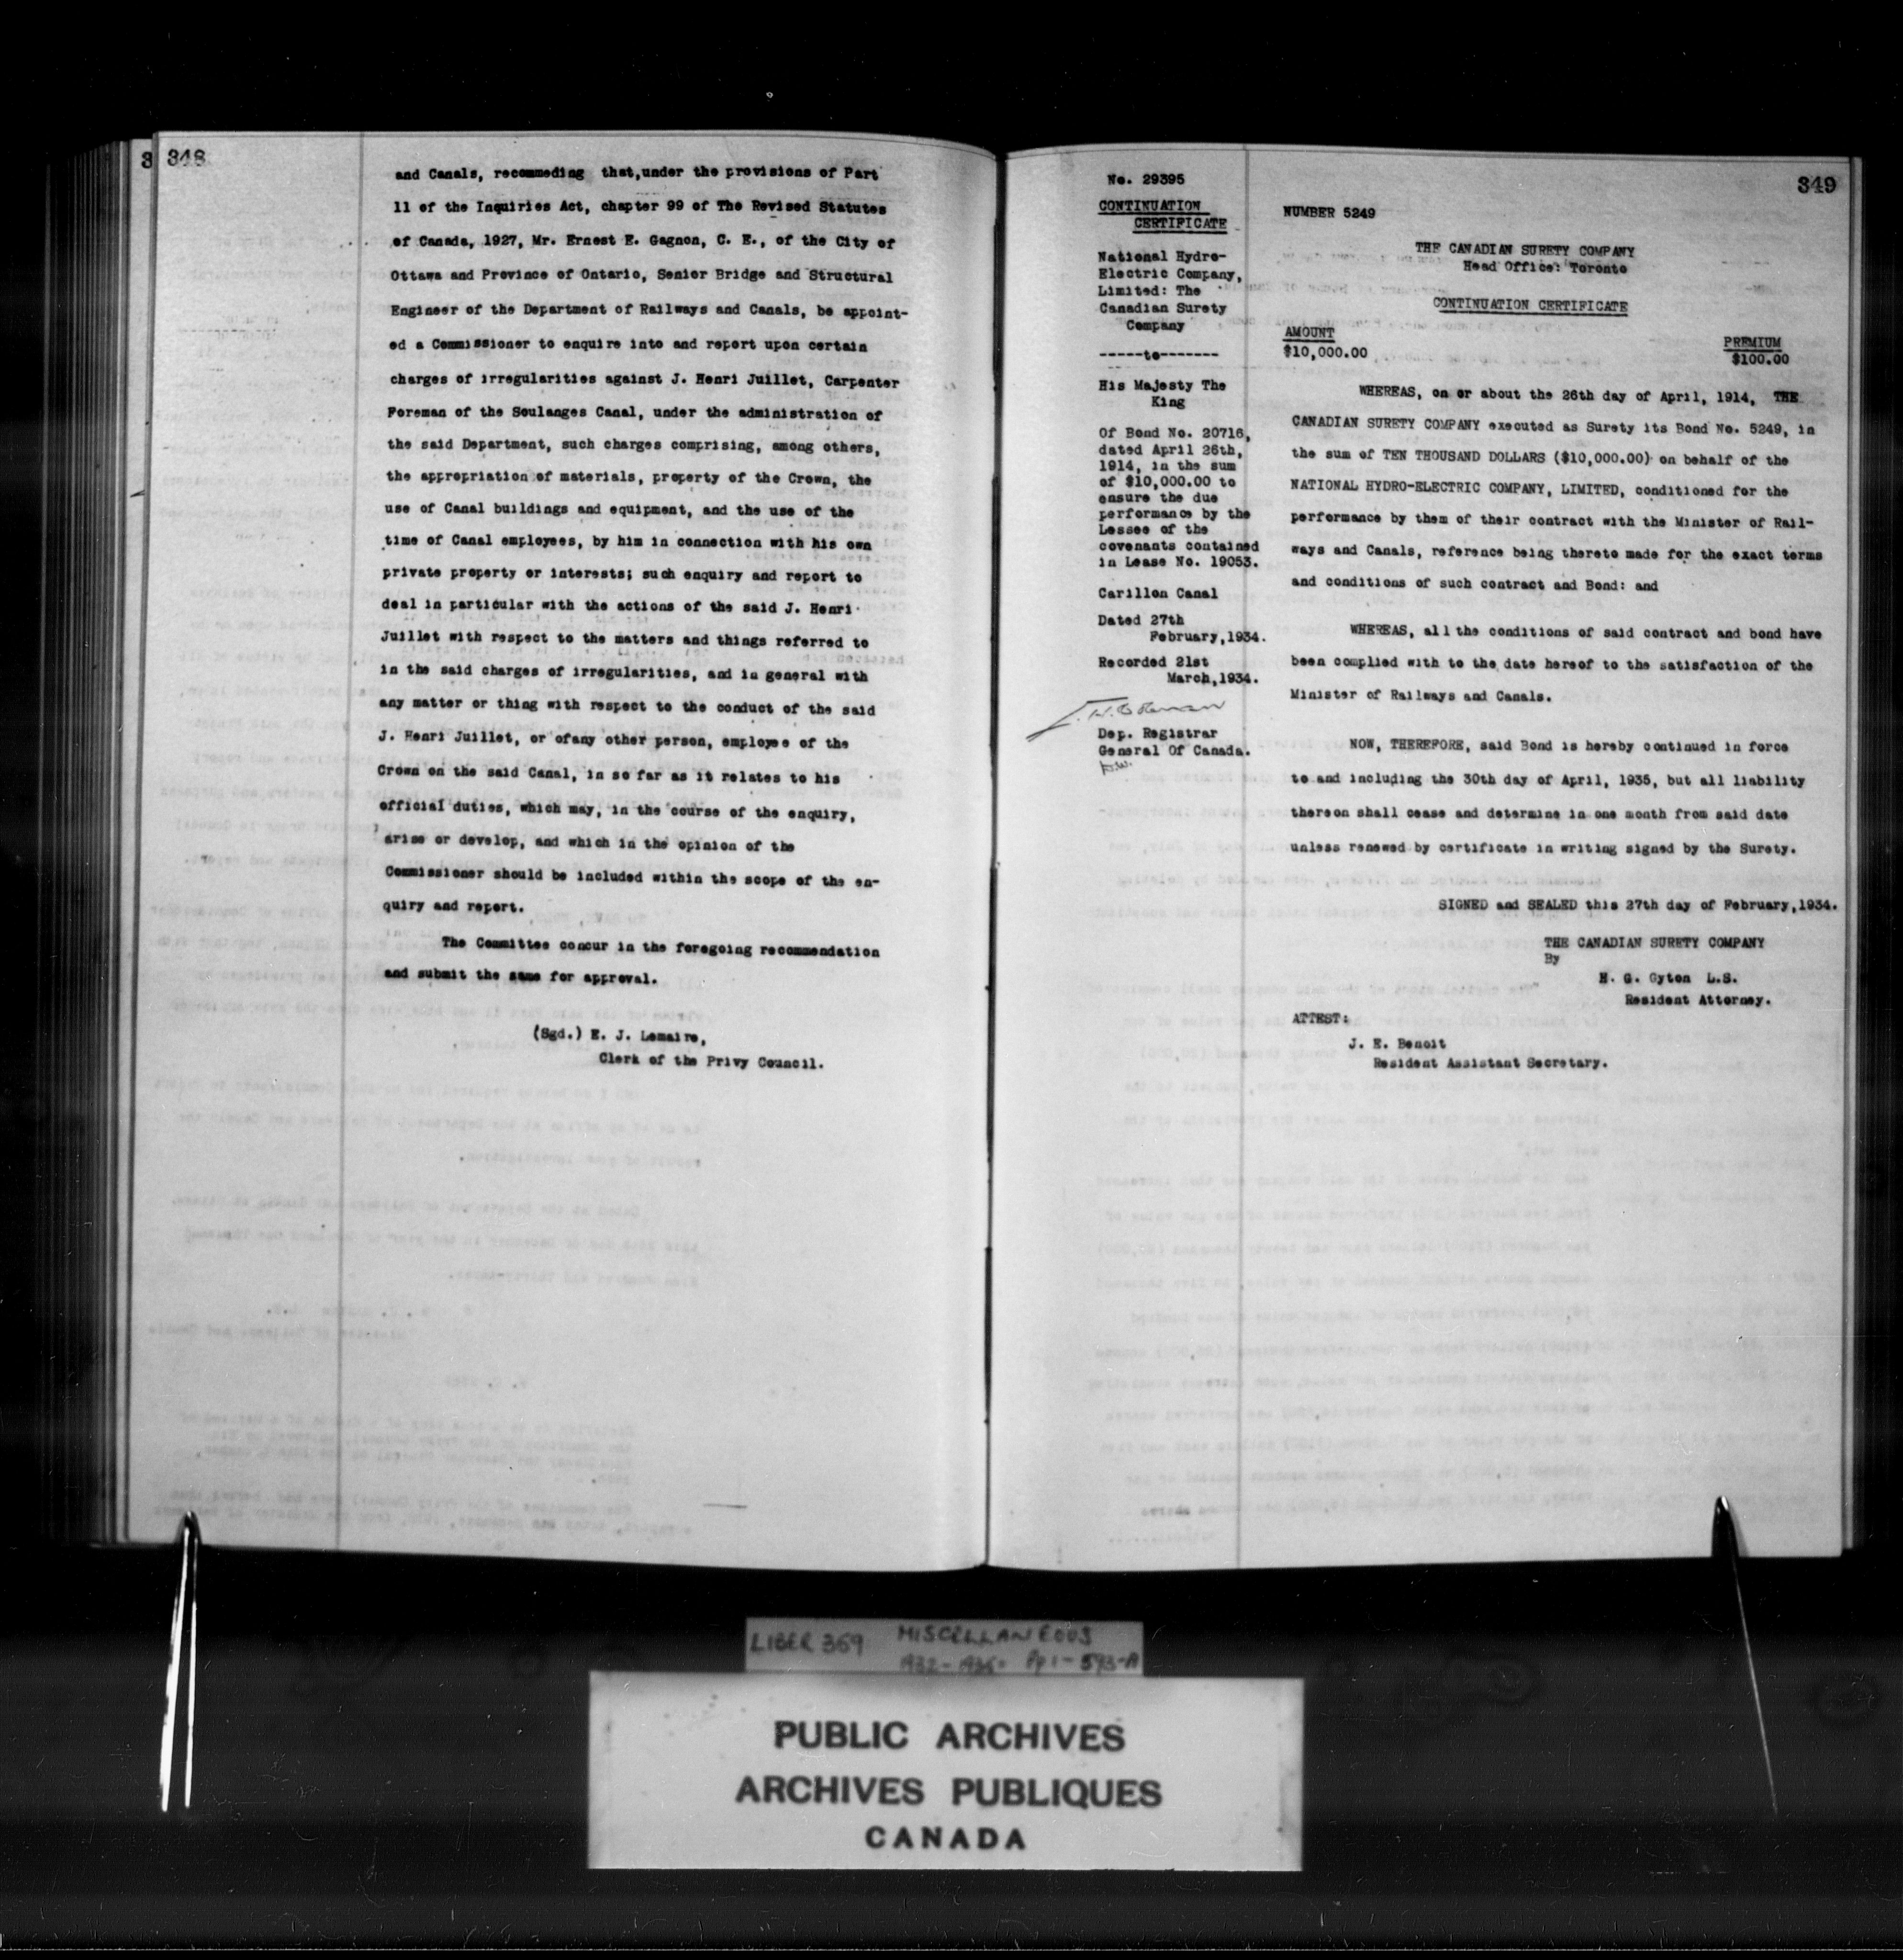 348
and Canals, recommeding that,under the provisions of Part
11 of the Inquiries Act, chapter 99 of The Revised Statutes
of Canada, 1927, Mr. Ernest E. Gagnon, C. E., of the City of
Ottawa and Province of Ontario, Senior Bridge and Structural
Engineer of the Department of Railways and Canals, be appoint-
ed a Commissioner to enquire into and report upon certain
charges of irregularities against J. Henri Juillet, Carpenter
Foreman of the Soulanges Canal, under the administration of
the said Department, such charges comprising, among others,
the appropriation of materials, property of the Crown, the
use of Canal buildings and equipment, and the use of the
time of Canal employees, by him in connection with his own
private property or interests; such enquiry and report to
deal in particular with the actions of the said J. Henri
Juillet with respect to the matters and things referred to
in the said charges of irregularities, and in general with
any matter or thing with respect to the conduct of the said
J. Henri Juillet, or ofany other person, employee of the
Crown on the said Canal, in so far as it relates to his
official duties, which may, in the course of the enquiry,
arise or develop, and which in the opinion of the
Commissioner should be included within the scope of the en-
quiry and report.
The Committee concur in the foregoing recommendation
and submit the same for approval.
(Sgd.) E. J. Lemaire,
Clerk of the Privy Council.
349
No. 29395
CONTINUATION
CERTIFICATE
National Hydro-
Electric Company,
Limited: The
Canadian Surety
Company
-----to-------
His Majesty The
King
Of Bond No. 20716,
dated April 26th,
1914, in the sum
of $10,000.00 to
ensure the due
performance by the
Lessee of the
covenants contained
in Lease No. 19053.
Carillon Canal
Dated 27th
February,1934.
Recorded 21st
March,1934.
Dep. Registrar
General Of Canada.
NUMBER 5249
THE CANADIAN SURETY COMPANY
Head Office: Toronto
CONTINUATION CERTIFICATE
AMOUNT
$10,000.00
PREMIUM
$100.00
WHEREAS, on or about the 26th day of April, 1914, THE
CANADIAN SURETY COMPANY executed as Surety its Bond No. 5249, in
the sum of TEN THOUSAND DOLLARS ($10,000.00) on behalf of the
NATIONAL HYDRO-ELECTRIC COMPANY, LIMITED, conditioned for the
performance by them of their contract with the Minister of Rail-
ways and Canals, reference being thereto made for the exact terms
and conditions of such contract and Bond: and
WHEREAS, all the conditions of said contract and bond have
been complied with to the date hereof to the satisfaction of the
Minister of Railways and Canals.
NOW, THEREFORE, said Bond is hereby continued in force
to and including the 30th day of April, 1935, but all liability
thereon shall cease and determine in one month from said date
unless renewed by certificate in writing signed by the Surety.
SIGNED and SEALED this 27th day of February,1934.
THE CANADIAN SURETY COMPANY
By
H. G. Gyton L.S.
Resident Attorney.
ATTEST:
J. E. Benoit
Resident Assistant Secretary.
LIBER 369 MISCELLANEOUS
PUBLIC ARCHIVES
ARCHIVES PUBLIQUES
CANADA